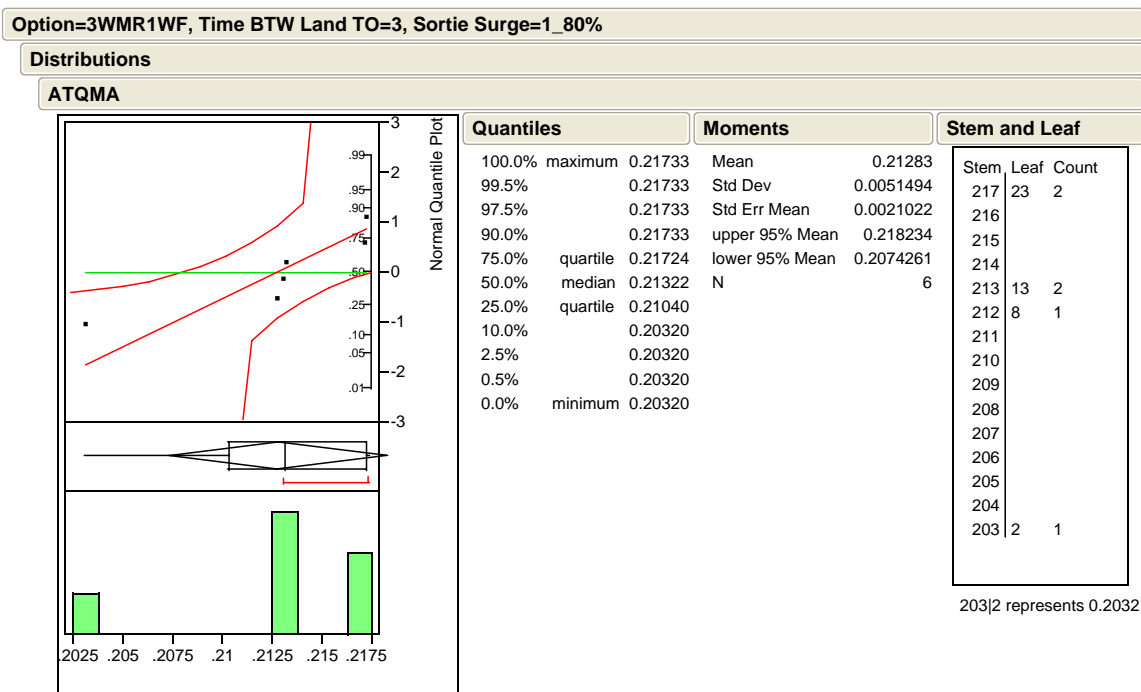 Option=3WMR1WF, Time BTW Land TO=3, Sortie Surge=1_80%
Distributions
ATQMA
3
2
1
0
-1
-2
-3
.99
.95
.90
.75
.50
.25
.10
.05
.01
Normal Quantile Plot
.2025 .205 .2075 .21 .2125 .215 .2175
Quantiles
100.0% maximum 0.21733
99.5% 0.21733
97.5% 0.21733
90.0% 0.21733
75.0% quartile 0.21724
50.0% median 0.21322
25.0% quartile 0.21040
10.0% 0.20320
2.5% 0.20320
0.5% 0.20320
0.0% minimum 0.20320
Moments
Mean 0.21283
Std Dev 0.0051494
Std Err Mean 0.0021022
upper 95% Mean 0.218234
lower 95% Mean 0.2074261
N 6
Stem and Leaf
Stem Leaf Count
217 23 2
216
215
214
213 13 2
212 8 1
211
210
209
208
207
206
205
204
203 2 1
203|2 represents 0.2032